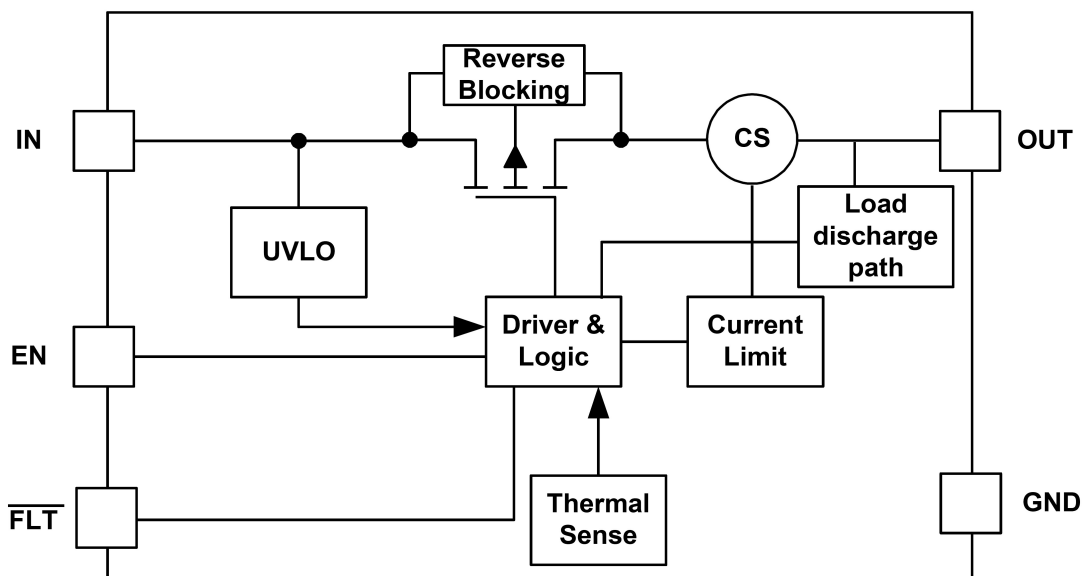 Reverse
Blocking
IN
CS
OUT
Load
discharge
path
UVLO
Driver &
Logic
Current
Limit
EN
Thermal
Sense
FLT
GND